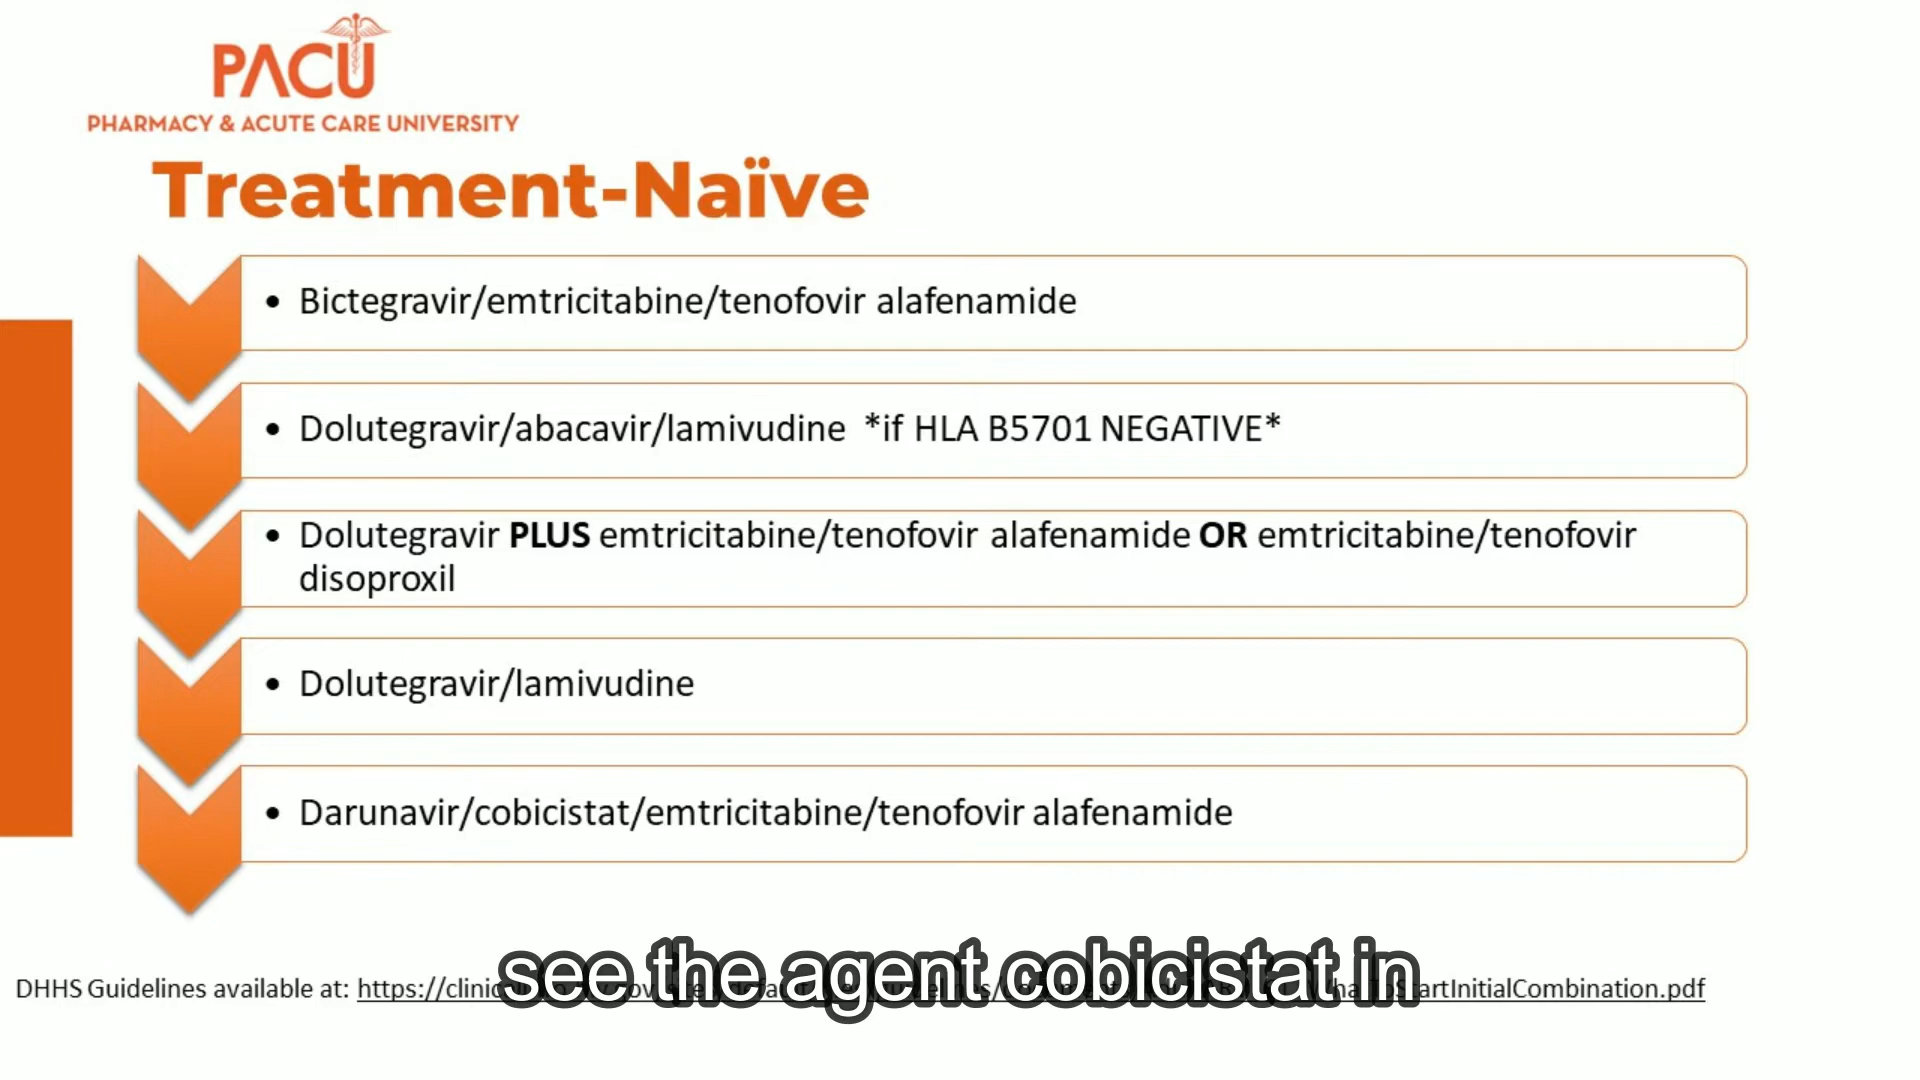 PACU
PHARMACY & ACUTE CARE UNIVERSITY
Treatment-Naïve
• Bictegravir/emtricitabine/tenofovir alafenamide
• Dolutegravir/abacavir/lamivudine *if HLA B5701 NEGATIVE*
• Dolutegravir PLUS emtricitabine/tenofovir alafenamide OR emtricitabine/tenofovir
disoproxil
• Dolutegravir/lamivudine
• Darunavir/cobicistat/emtricitabine/tenofovir alafenamide
see the agent cobicistat in
DHHS Guidelines available at: